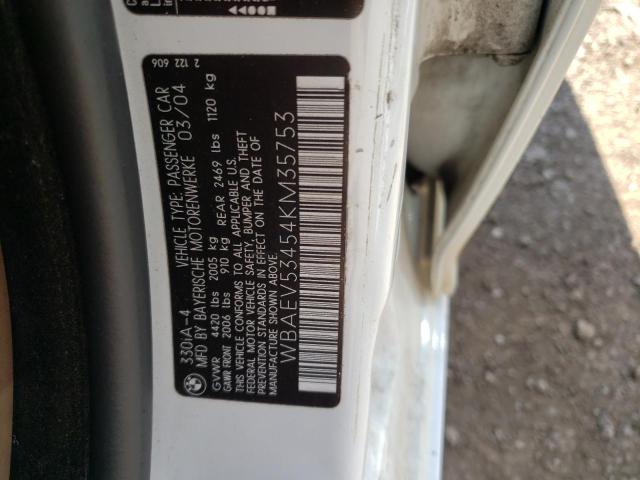 330iA-4 VEHICLE TYPE: PASSENGER CAR
MFD BY BAYERISCHE MOTORENWERKE 03/04
GVWR 4420 lbs 2005 kg
GAWR FRONT 2006 lbs 910 kg REAR 2469 lbs 1120 kg
THIS VEHICLE CONFORMS TO ALL APPLICABLE U.S.
FEDERAL MOTOR VEHICLE SAFETY, BUMPER AND THEFT
PREVENTION STANDARDS IN EFFECT ON THE DATE OF
MANUFACTURE SHOWN ABOVE.
WBAEV53454KM35753
2 122 606